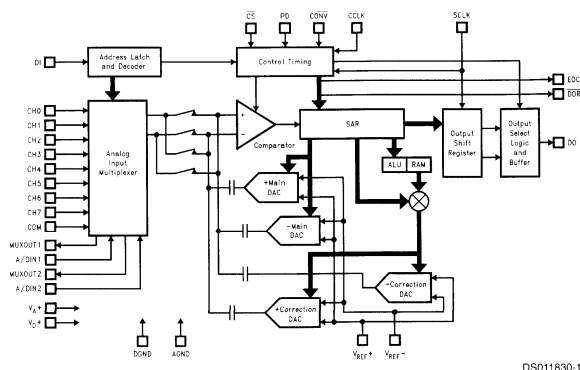 CS PD CONV CCLK SCLK
DI
Address Latch
and Decoder
Control Timing
EOC
DOR
CH0
CH1
CH2
CH3
CH4
CH5
CH6
CH7
COM
MUXOUT1
A/DIN1
MUXOUT2
A/DIN2
Analog
Input
Multiplexer
+
−
Comparator
SAR
ALU RAM
Output
Shift
Register
Output
Select
Logic
and
Buffer
DO
+Main
DAC
−Main
DAC
−Correction
DAC
+Correction
DAC
VA+
VD+
DGND AGND
VREF+ VREF−
DS011830-1